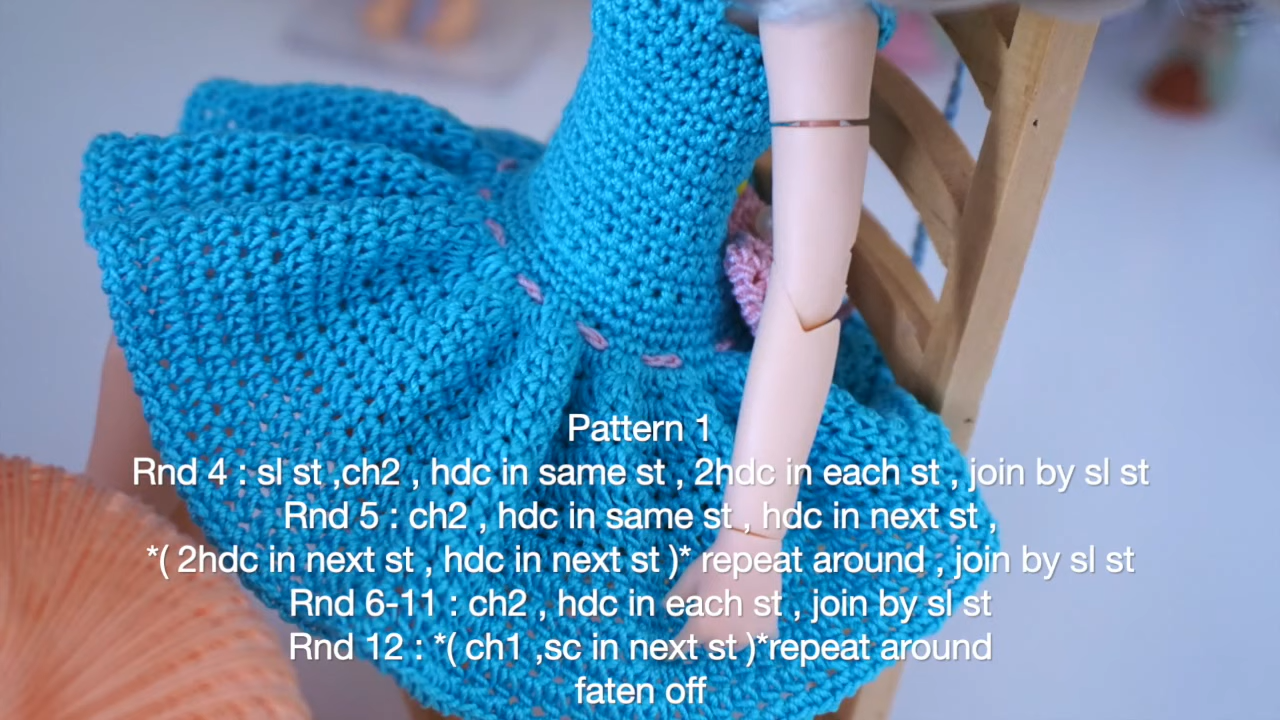 Pattern 1
Rnd 4 : sl st ,ch2 , hdc in same st , 2hdc in each st , join by sl st
Rnd 5 : ch2 , hdc in same st , hdc in next st ,
*( 2hdc in next st , hdc in next st )* repeat around , join by sl st
Rnd 6-11 : ch2 , hdc in each st , join by sl st
Rnd 12 : *( ch1 ,sc in next st )*repeat around
faten off